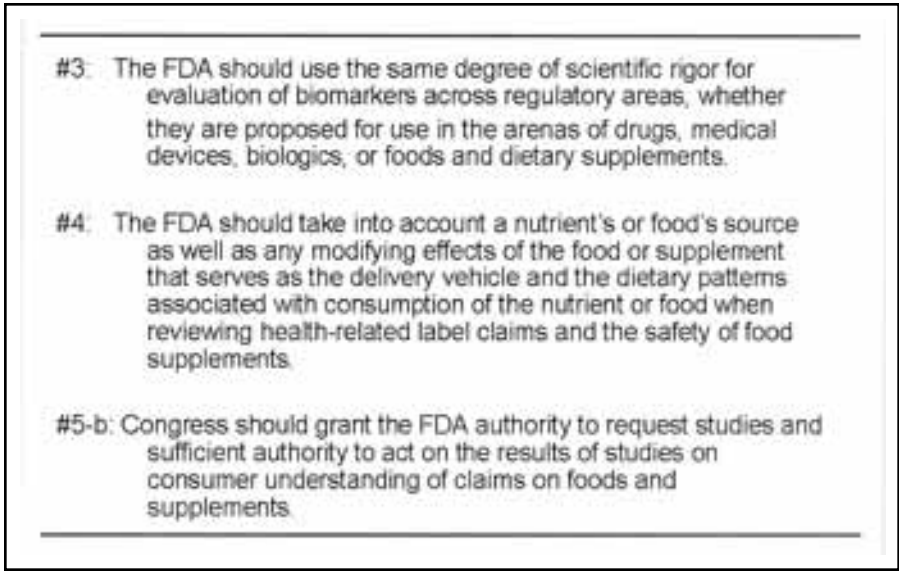 #3: The FDA should use the same degree of scientific rigor for
evaluation of biomarkers across regulatory areas, whether
they are proposed for use in the arenas of drugs, medical
devices, biologics, or foods and dietary supplements.
#4: The FDA should take into account a nutrient's or food's source
as well as any modifying effects of the food or supplement
that serves as the delivery vehicle and the dietary patterns
associated with consumption of the nutrient or food when
reviewing health-related label claims and the safety of food
supplements.
#5-b: Congress should grant the FDA authority to request studies and
sufficient authority to act on the results of studies on
consumer understanding of claims on foods and
supplements.